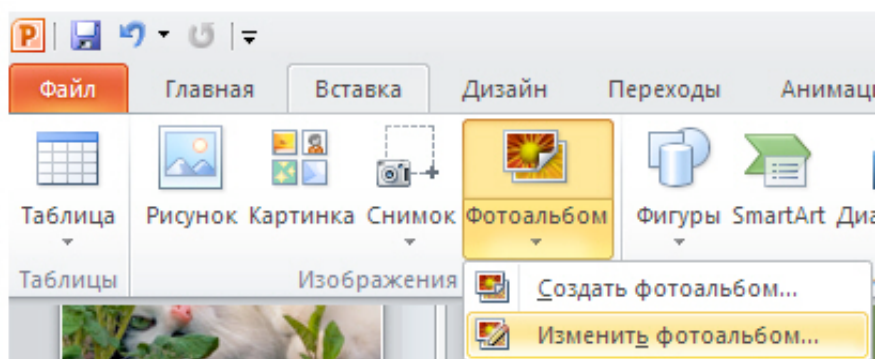 Файл Главная Вставка Дизайн Переходы Анимаци
Таблица Рисунок Картинка Снимок Фотоальбом Фигуры SmartArt Диа
Таблицы Изображения
Создать фотоальбом...
Изменить фотоальбом...